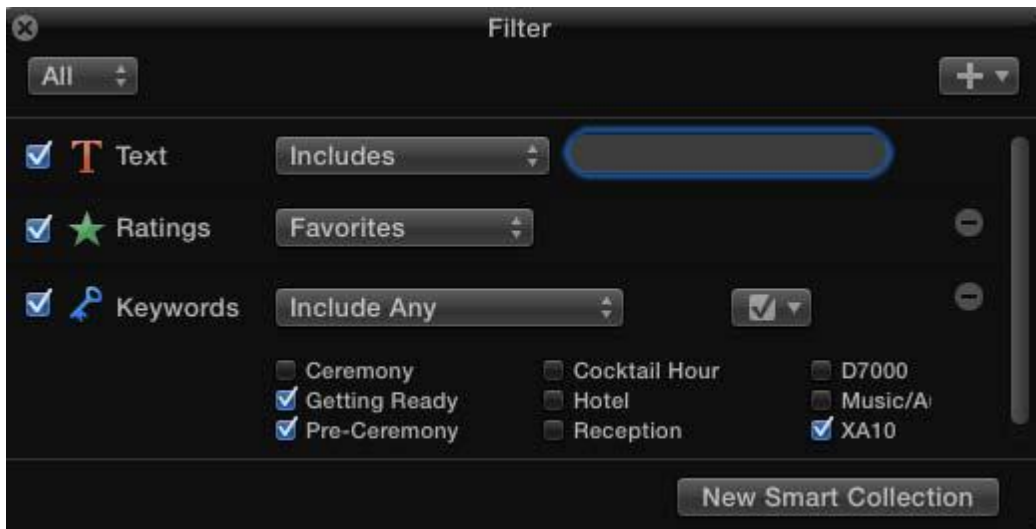 Filter
All
Text Includes
Ratings Favorites
Keywords Include Any
Ceremony Cocktail Hour D7000
Getting Ready Hotel Music/A
Pre-Ceremony Reception XA10
New Smart Collection